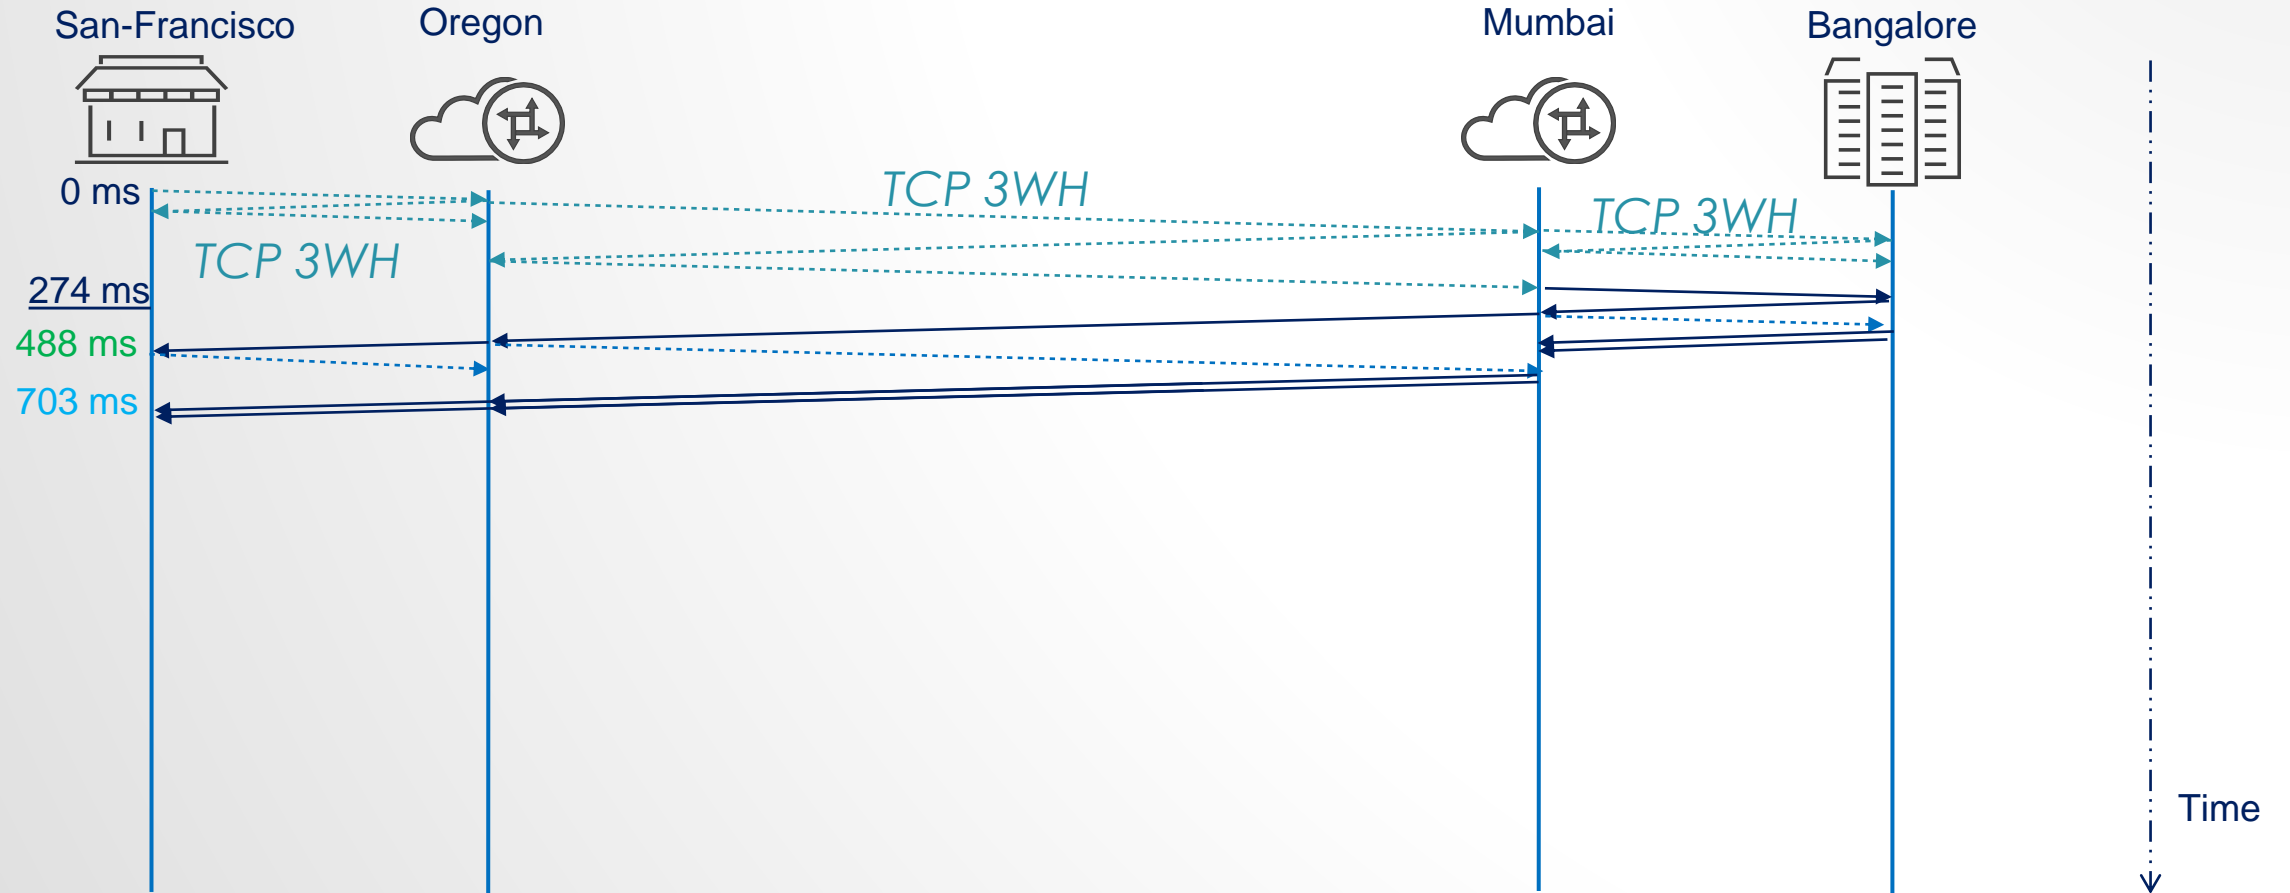 San-Francisco
Oregon
Mumbai
Bangalore
0 ms
TCP 3WH
TCP 3WH
TCP 3WH
274 ms
488 ms
703 ms
Time